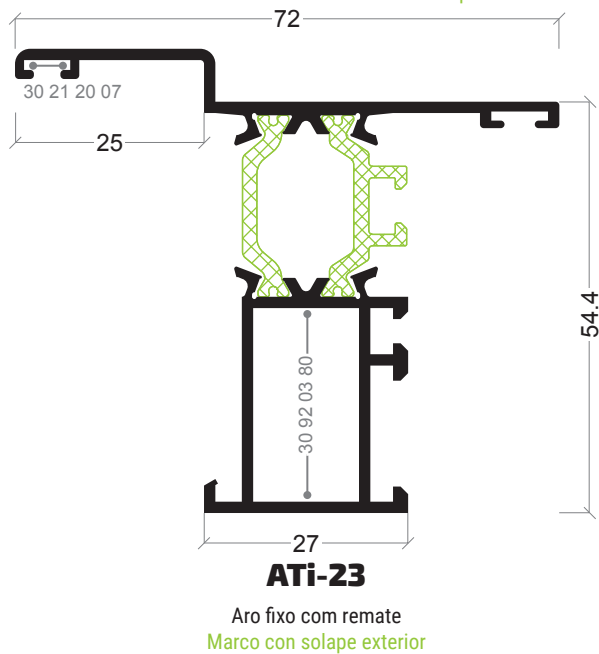 72
30 21 20 07
25
54.4
30 92 03 80
27
ATi-23
Aro fixo com remate
Marco con solape exterior